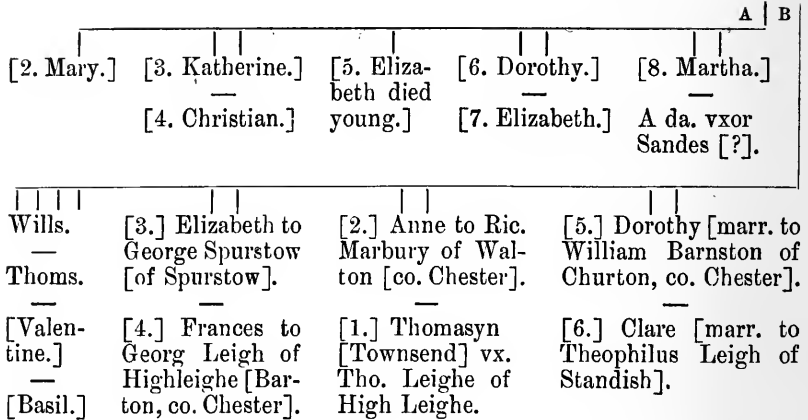 A | B
[2. Mary.]
[3. Katherine.]
—
[4. Christian.]
[5. Eliza-
beth died
young.]
[6. Dorothy.]
—
[7. Elizabeth.]
[8. Martha.]
—
A da. vxor
Sandes [?].
Wills.
—
Thoms.
—
[Valen-
tine.]
—
[Basil.]
[3.] Elizabeth to
George Spurstow
[of Spurstow].
—
[4.] Frances to
Georg Leigh of
Highleighe [Bar-
ton, co. Chester].
[2.] Anne to Ric.
Marbury of Wal-
ton [co. Chester].
—
[1.] Thomasyn
[Townsend] vx.
Tho. Leighe of
High Leighe.
[5.] Dorothy [marr. to
William Barnston of
Churton, co. Chester].
—
[6.] Clare [marr. to
Theophilus Leigh of
Standish].